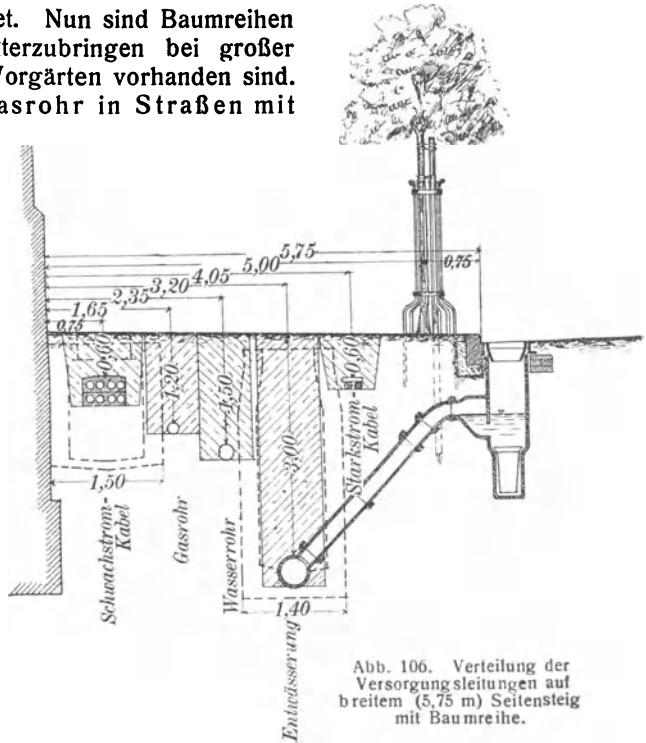 et. Nun sind Baumreihen
terzubringen bei großer
Vorgärten vorhanden sind.
asrohr in Straßen mit
5,75
5,00
0,75
4,05
3,20
2,35
1,65
0,75
0,60
1,20
1,50
3,00
0,60
1,50
1,40
Schwachstrom-
Kabel
Gasrohr
Wasserrohr
Entwässerung
Starkstrom-
Kabel
Abb. 106. Verteilung der
Versorgungsleitungen auf
breitem (5,75 m) Seitensteig
mit Baumreihe.